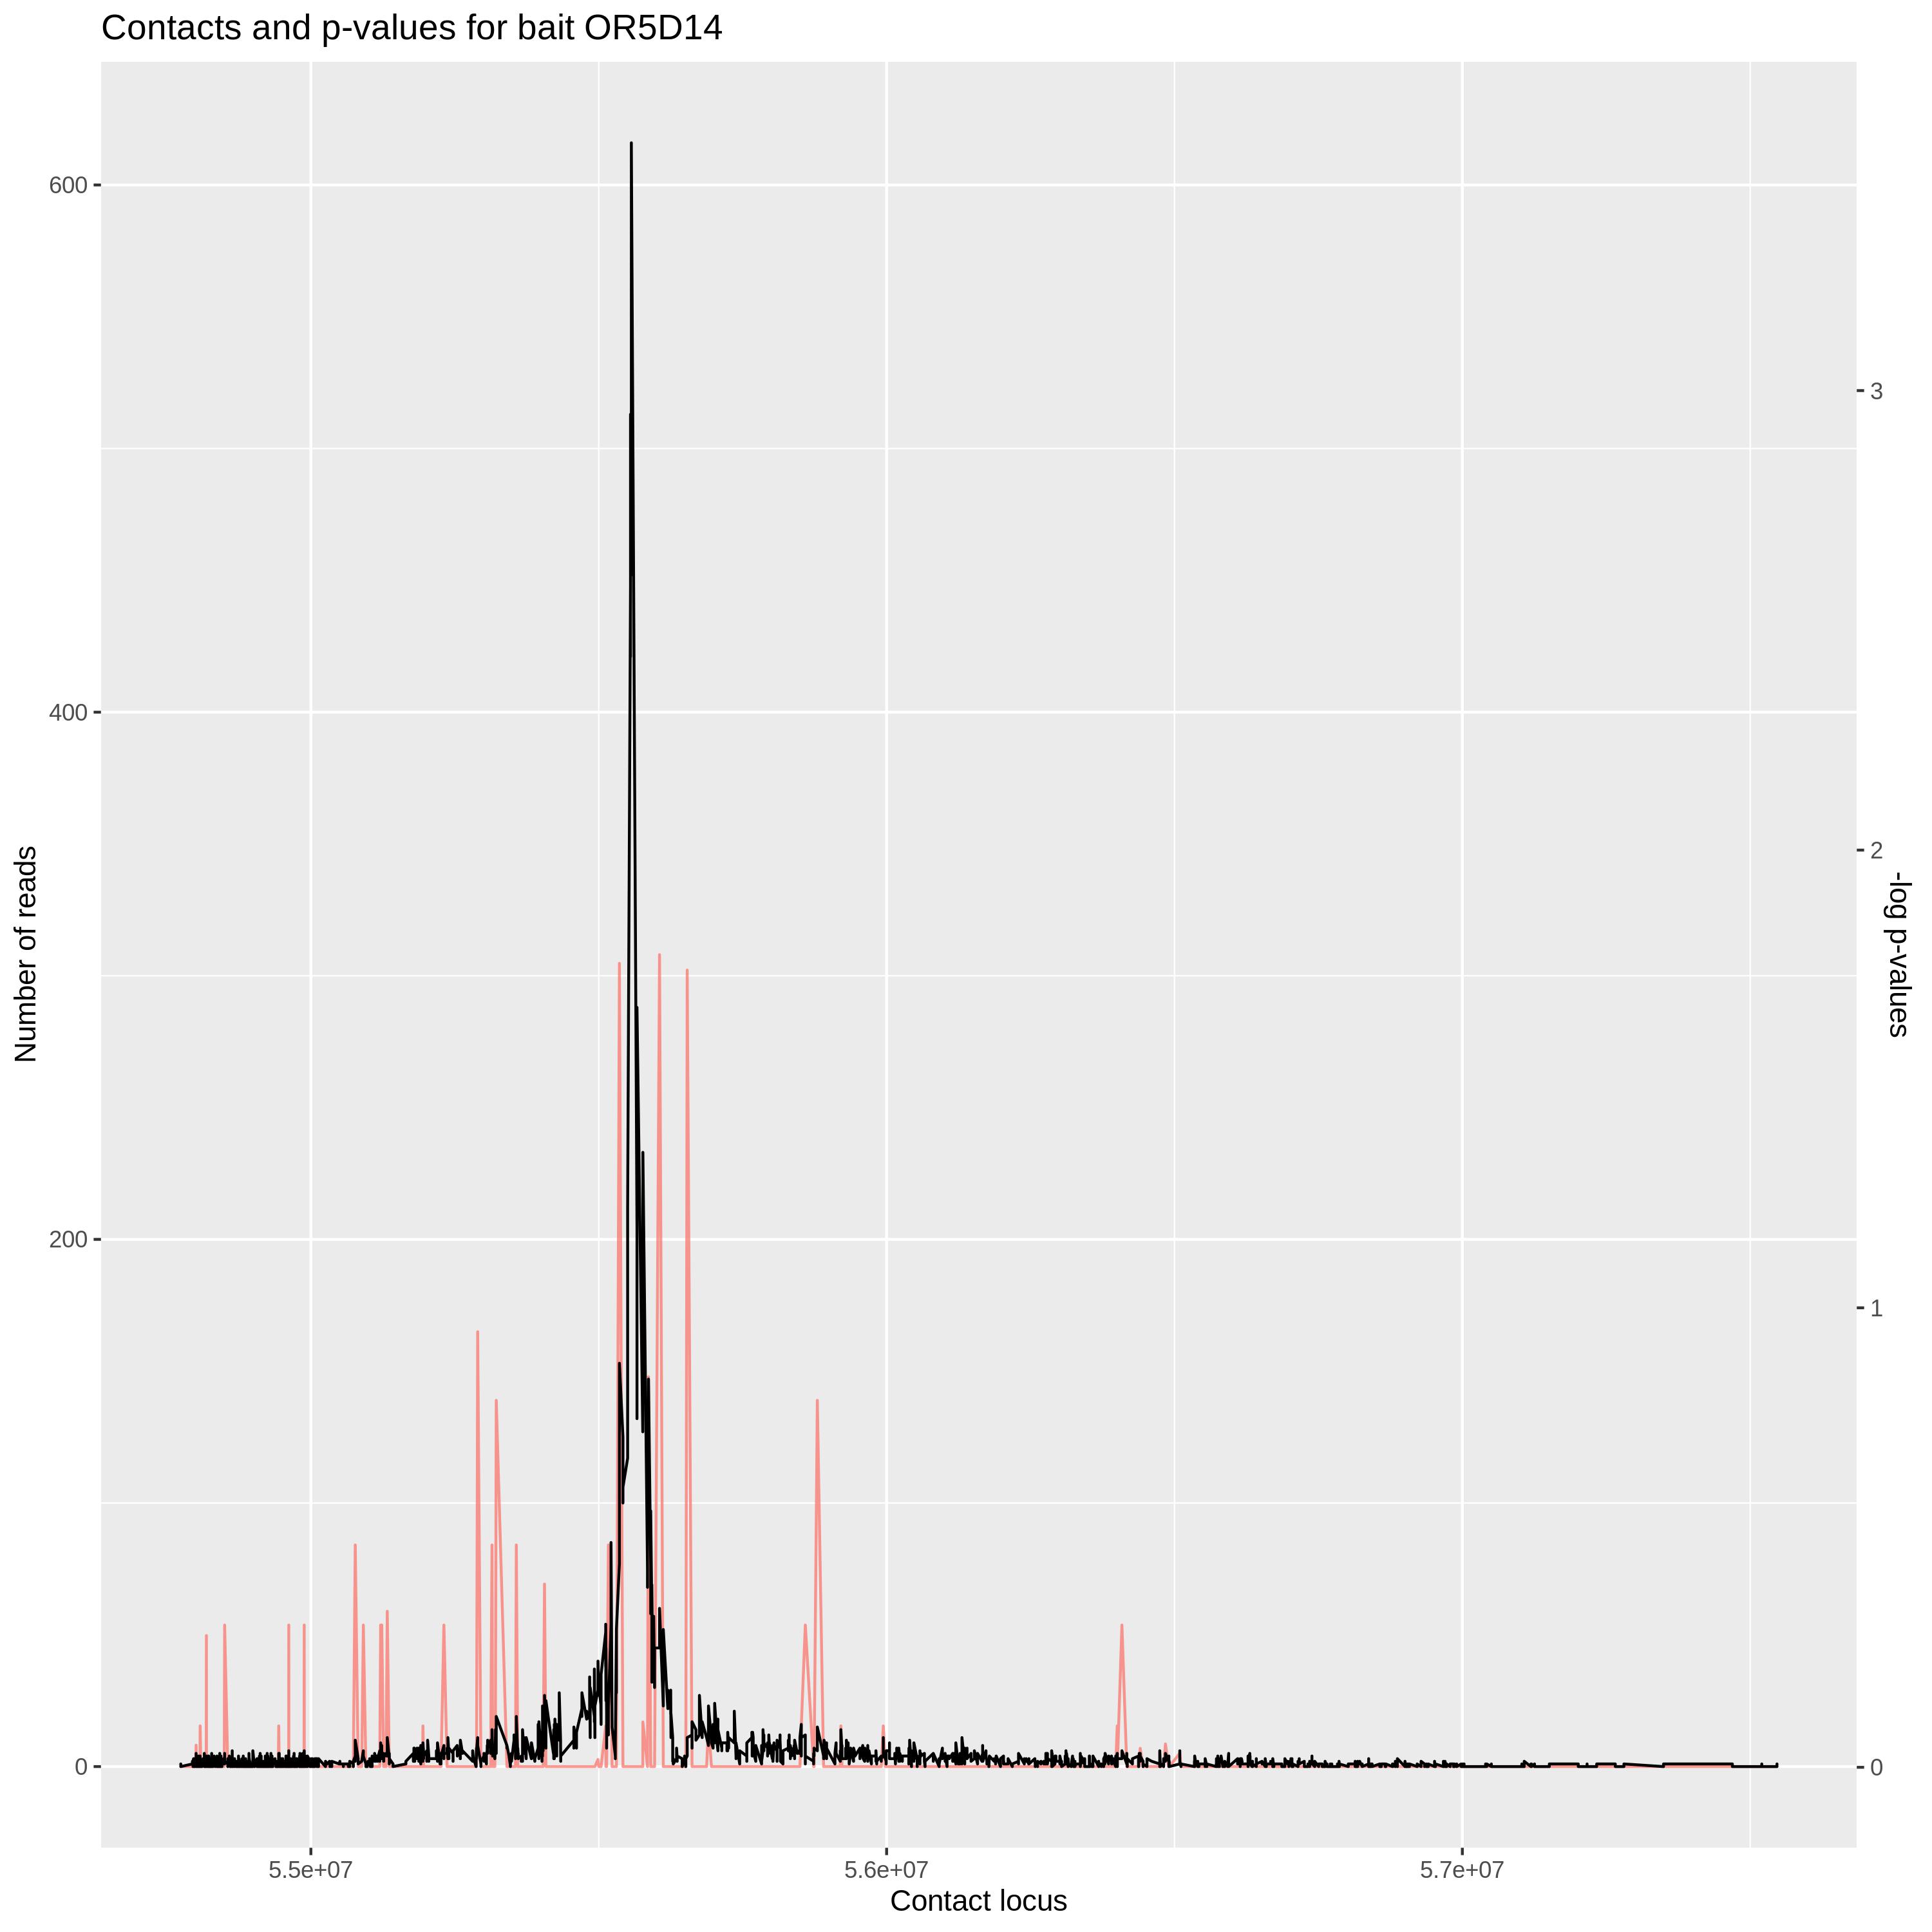 Contacts and p-values for bait OR5D14
600
400
200
0
Number of reads
3
2
1
0
-log p-values
5.5e+07
5.6e+07
5.7e+07
Contact locus